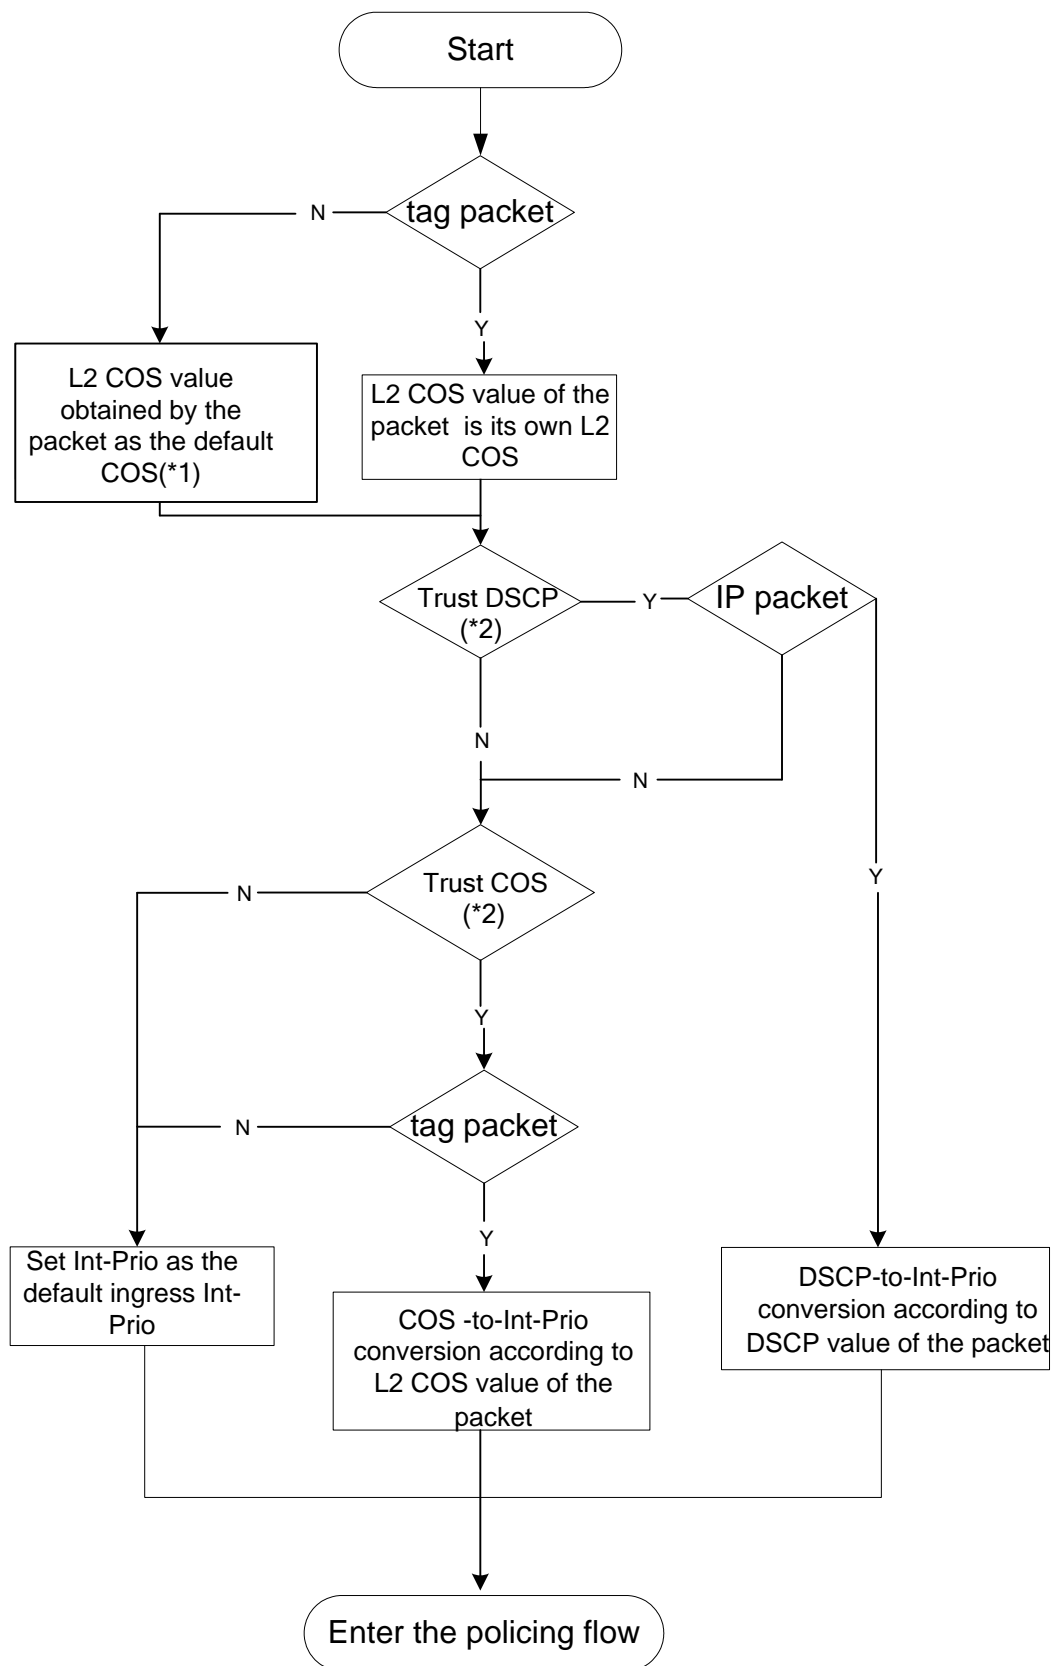 Start
tag packet
N
Y
L2 COS value
obtained by the
packet as the default
COS(*1)
L2 COS value of the
packet is its own L2
COS
Trust DSCP
(*2)
Y
IP packet
N
N
Y
Trust COS
(*2)
N
Y
tag packet
N
Y
Set Int-Prio as the
default ingress Int-
Prio
COS -to-Int-Prio
conversion according to
L2 COS value of the
packet
DSCP-to-Int-Prio
conversion according to
DSCP value of the packet
Enter the policing flow